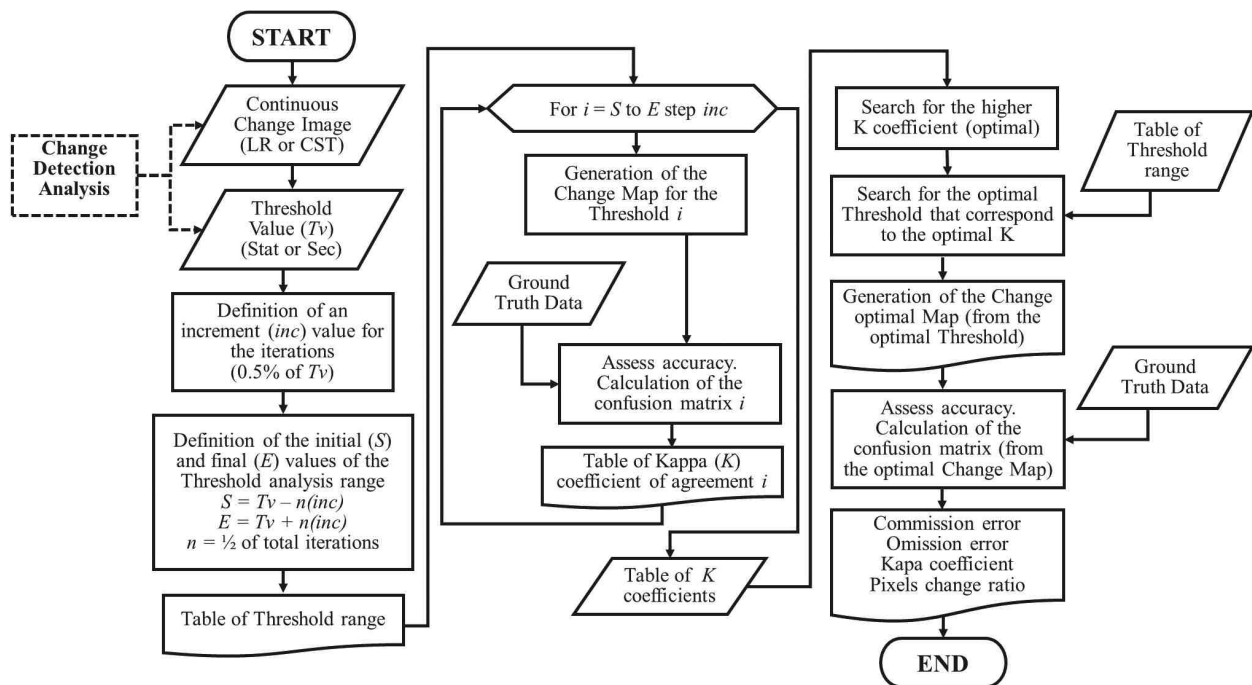 START
Continuous
Change Image
(LR or CST)
Change
Detection
Analysis
Threshold
Value (Tv)
(Stat or Sec)
Definition of an
increment (inc) value for
the iterations
(0.5% of Tv)
Definition of the initial (S)
and final (E) values of the
Threshold analysis range
S = Tv – n(inc)
E = Tv + n(inc)
n = ½ of total iterations
Table of Threshold range
For i = S to E step inc
Generation of the
Change Map for the
Threshold i
Ground
Truth Data
Assess accuracy.
Calculation of the
confusion matrix i
Table of Kappa (K)
coefficient of agreement i
Table of K
coefficients
Search for the higher
K coefficient (optimal)
Table of
Threshold
range
Search for the optimal
Threshold that correspond
to the optimal K
Generation of the Change
optimal Map (from the
optimal Threshold)
Ground
Truth Data
Assess accuracy.
Calculation of the
confusion matrix (from
the optimal Change Map)
Commission error
Omission error
Kapa coefficient
Pixels change ratio
END